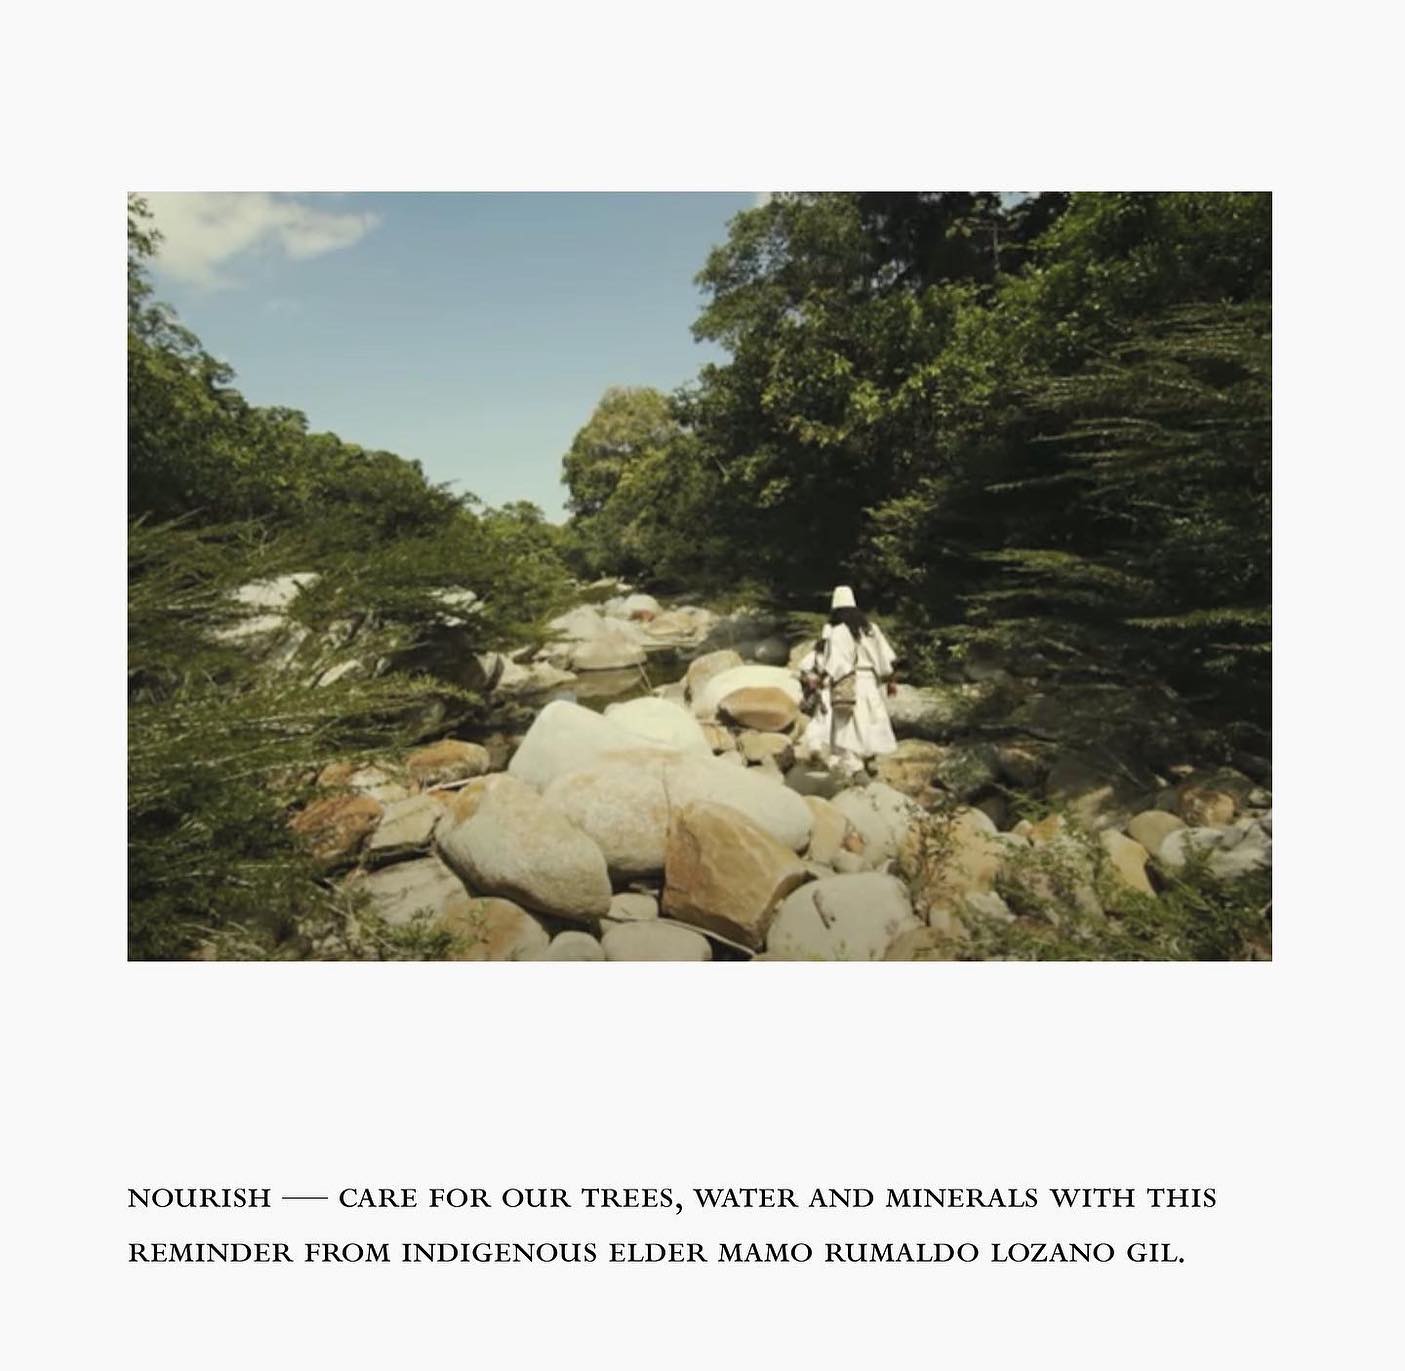 NOURISH — CARE FOR OUR TREES, WATER AND MINERALS WITH THIS
REMINDER FROM INDIGENOUS ELDER MAMO RUMALDO LOZANO GIL.